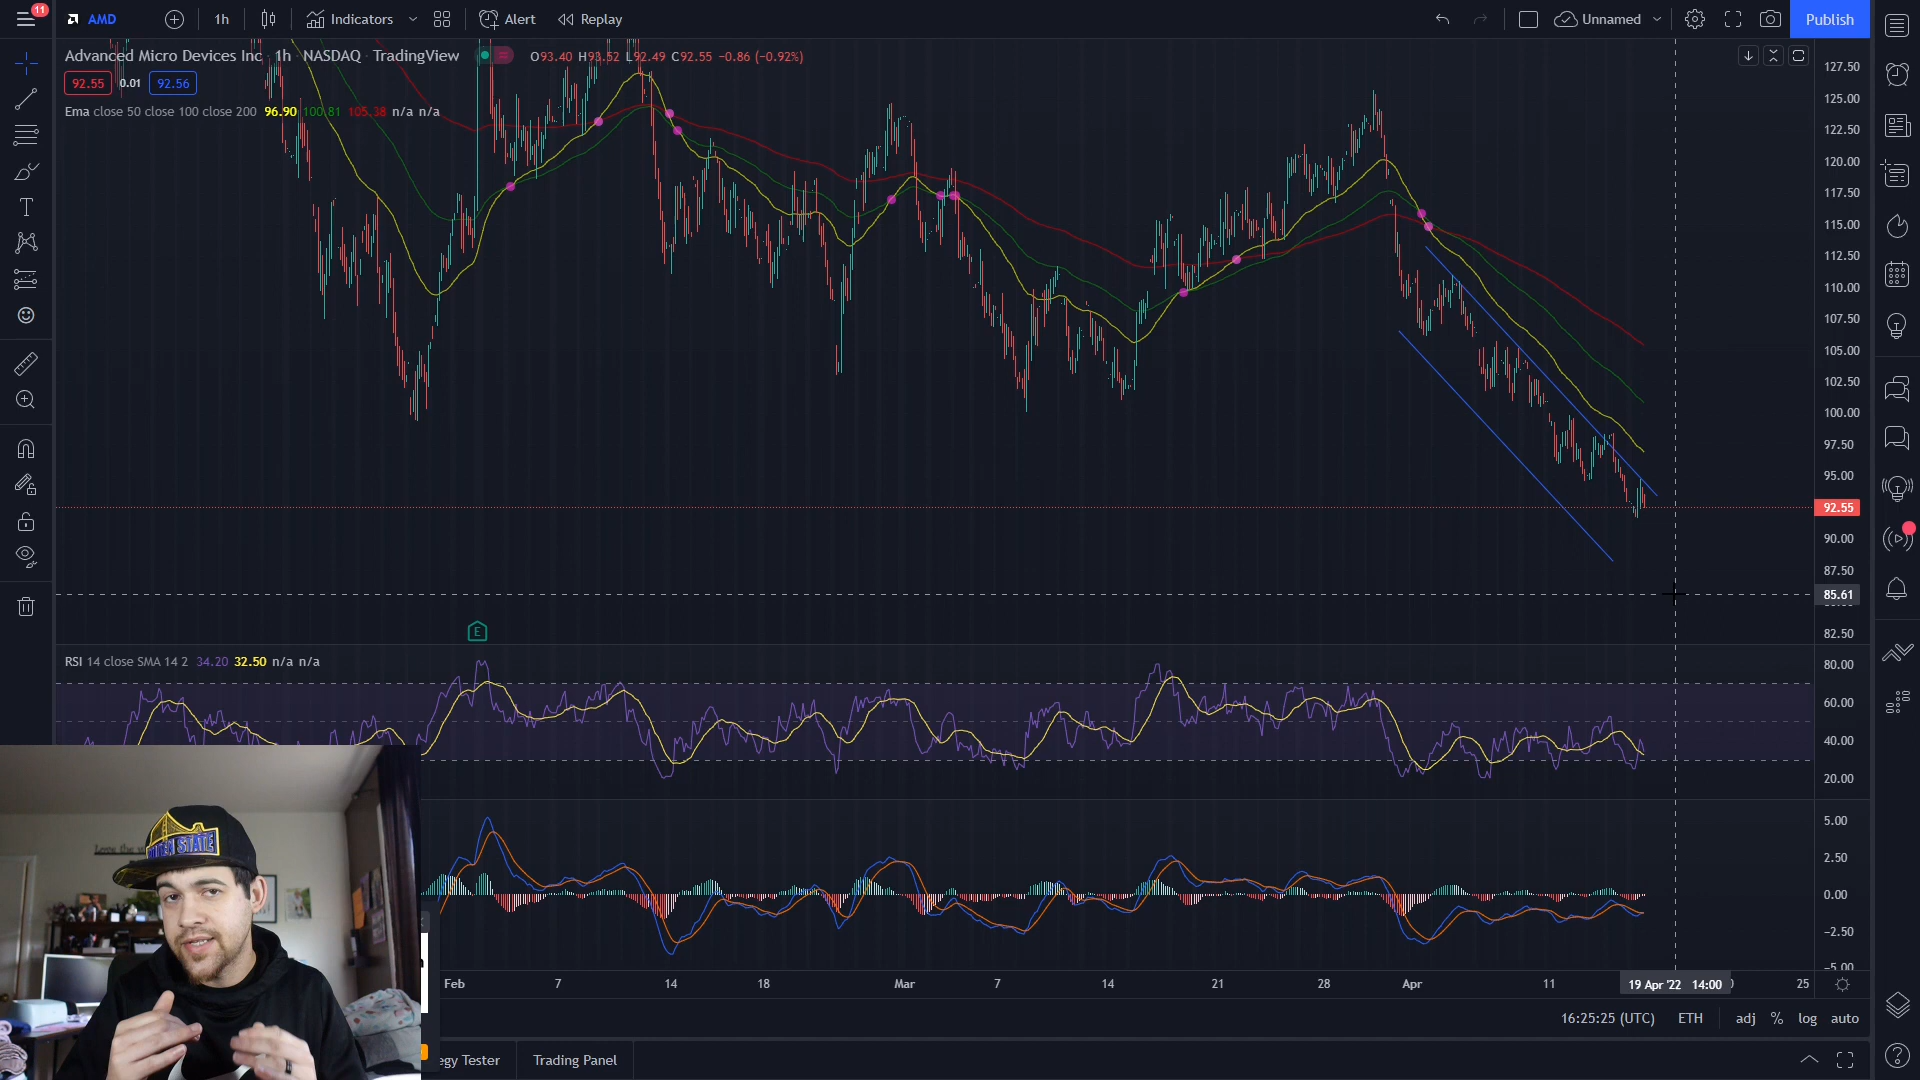 11
AMD
1h
Indicators
Alert
Replay
Unnamed
Publish
Advanced Micro Devices Inc 1h NASDAQ TradingView
O93.40 H93.52 L92.49 C92.55 −0.86 (−0.92%)
92.55 0.01 92.56
Ema close 50 close 100 close 200 96.90 100.81 105.38 n/a n/a
127.50
125.00
122.50
120.00
117.50
115.00
112.50
110.00
107.50
105.00
102.50
100.00
97.50
95.00
92.55
90.00
87.50
85.61
82.50
E
RSI 14 close SMA 14 2 34.20 32.50 n/a n/a
80.00
60.00
40.00
20.00
5.00
2.50
0.00
−2.50
−5.00
STATE
Feb 7 14 18 Mar 7 14 21 28 Apr 11 19 Apr '22 14:00 25
16:25:25 (UTC) ETH adj % log auto
egy Tester
Trading Panel